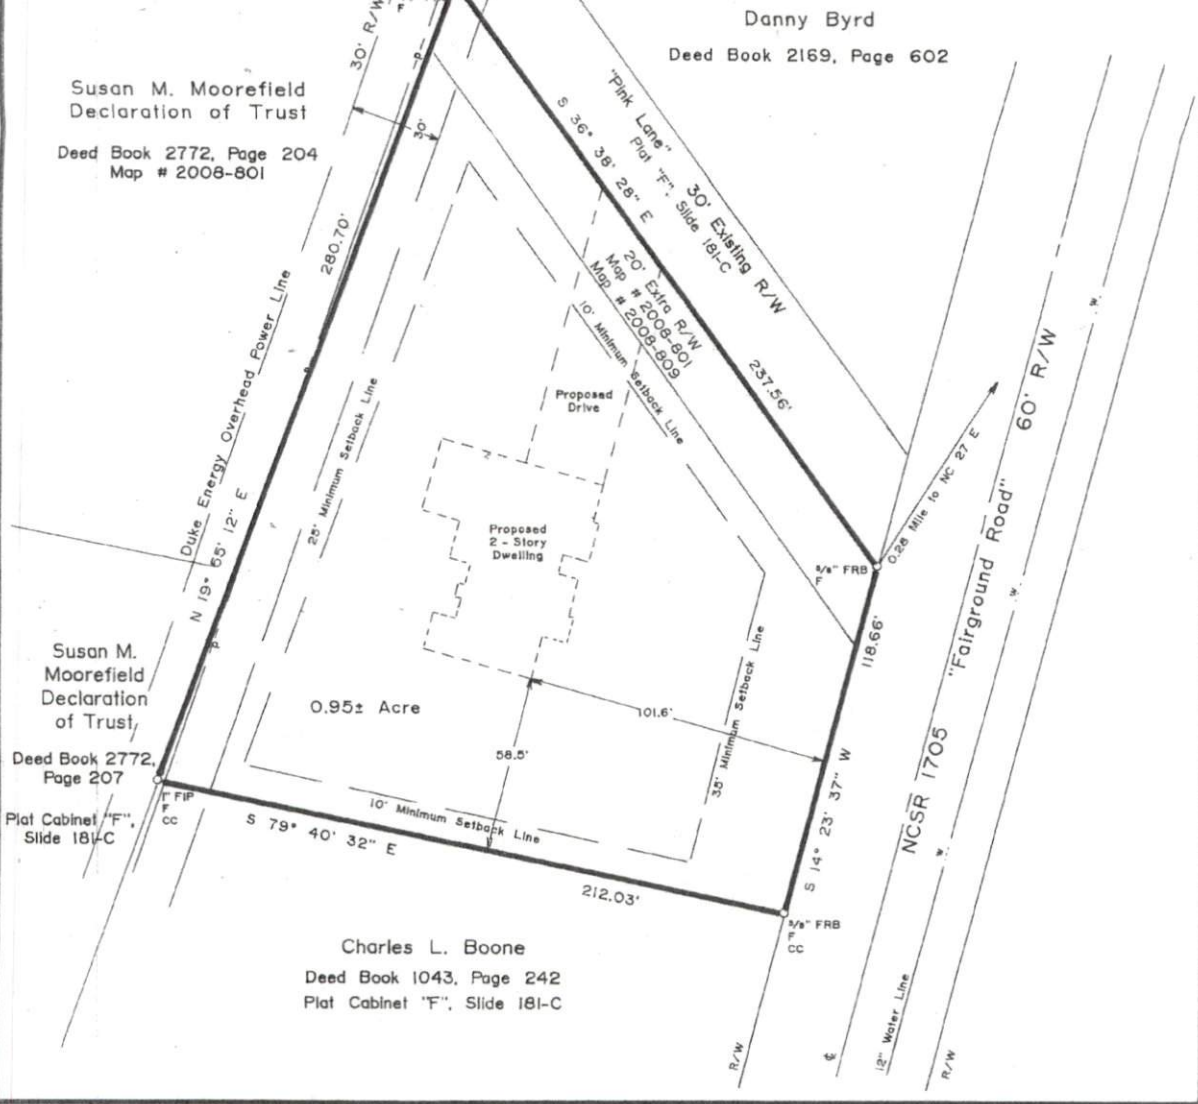 Danny Byrd
Deed Book 2169, Page 602
30' R/W
F
P
Susan M. Moorefield
Declaration of Trust
Deed Book 2772, Page 204
Map # 2008-801
30'
"Pink Lane" 30' Existing R/W
Plat "F", Slide 181-C
S 36° 38' 28" E
237.56'
20' Extra R/W
Map # 2008-801
Map # 2008-809
10' Minimum Setback Line
280.70'
Duke Energy Overhead Power Line
N 19° 55' 12" E
P
P
25' Minimum Setback Line
Proposed
Drive
Proposed
2 - Story
Dwelling
60' R/W
"Fairground Road"
NCSR 1705
0.28 Mile to NC 27 E
W
W
W
5/8" FRB
F
118.66'
S 14° 23' 37" W
35' Minimum Setback Line
101.6'
58.5'
0.95± Acre
Susan M.
Moorefield
Declaration
of Trust,
Deed Book 2772,
Page 207
Plat Cabinet "F",
Slide 181-C
1" FIP
F
CC
10' Minimum Setback Line
S 79° 40' 32" E
212.03'
5/8" FRB
F
CC
Charles L. Boone
Deed Book 1043, Page 242
Plat Cabinet "F", Slide 181-C
R/W
℄
12" Water Line
R/W